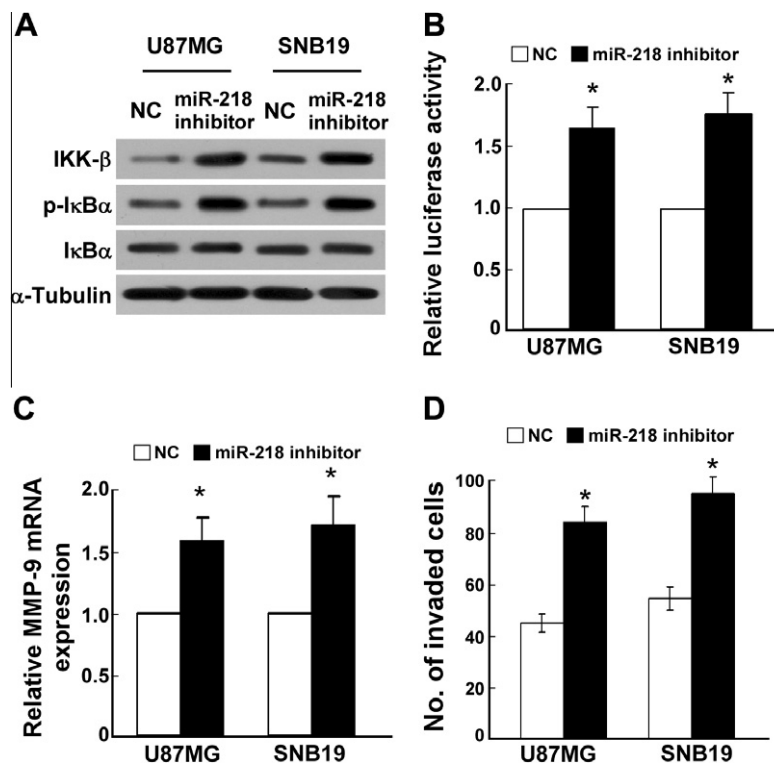 A
U87MG SNB19
NC miR-218 inhibitor NC miR-218 inhibitor
IKK-β
p-IκBα
IκBα
α-Tubulin
B
NC miR-218 inhibitor
Relative luciferase activity
2.0
1.5
1.0
0.5
0
* *
U87MG SNB19
C
NC miR-218 inhibitor
Relative MMP-9 mRNA
expression
2.0
1.5
1.0
0.5
0
* *
U87MG SNB19
D
NC miR-218 inhibitor
No. of invaded cells
100
80
60
40
20
0
* *
U87MG SNB19